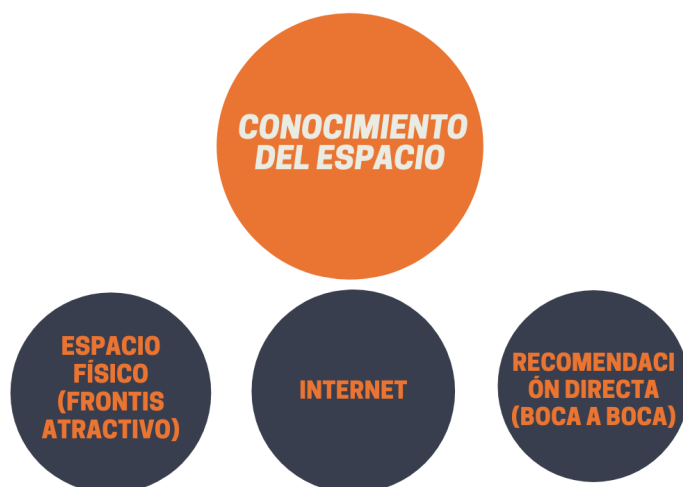 CONOCIMIENTO
DEL ESPACIO
ESPACIO
FÍSICO
(FRONTIS
ATRACTIVO)
INTERNET
RECOMENDACI
ÓN DIRECTA
(BOCA A BOCA)